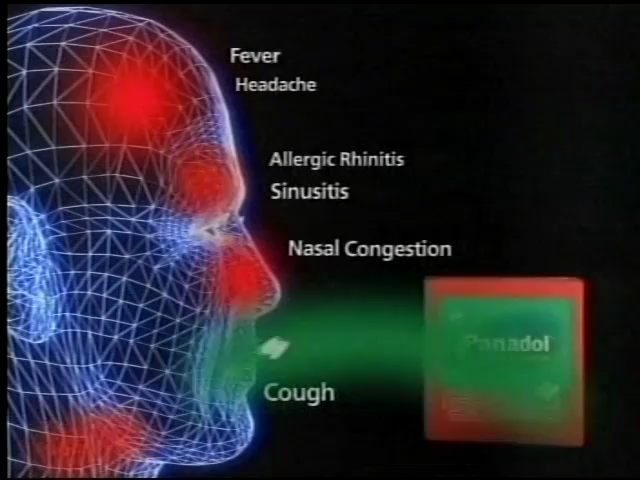 Fever
Headache
Allergic Rhinitis
Sinusitis
Nasal Congestion
Panadol
Cough